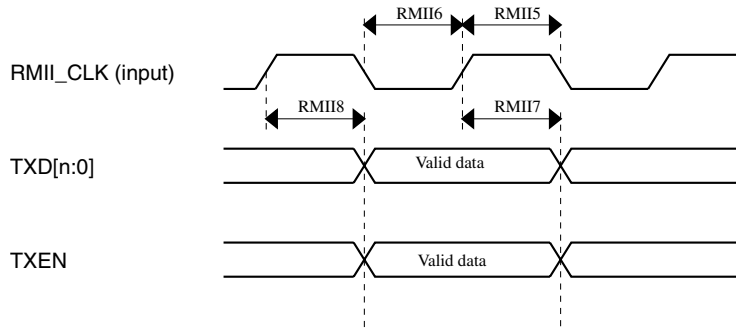 RMII6 RMII5
RMII_CLK (input)
RMII8 RMII7
TXD[n:0] Valid data
TXEN Valid data